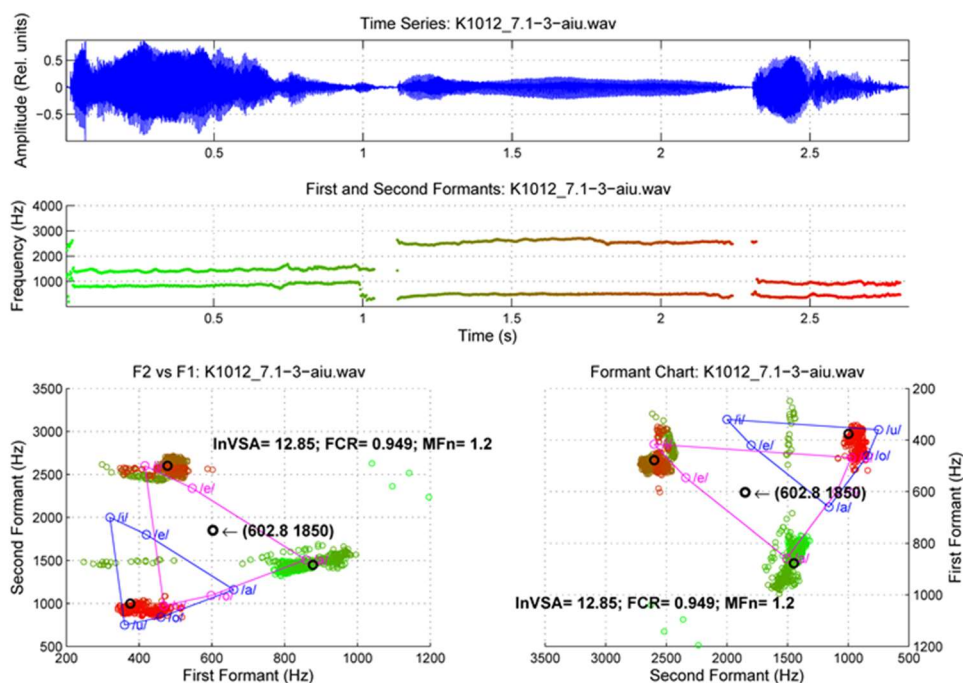 Time Series: K1012_7.1-3-aiu.wav
Amplitude (Rel. units)
0.5
0
-0.5
0.5 1 1.5 2 2.5
First and Second Formants: K1012_7.1-3-aiu.wav
Frequency (Hz)
4000
3000
2000
1000
0.5 1 1.5 2 2.5
Time (s)
F2 vs F1: K1012_7.1-3-aiu.wav
Second Formant (Hz)
3500
3000
2500
2000
1500
1000
500
lnVSA= 12.85; FCR= 0.949; MFn= 1.2
/e/
/i/
/e/
← (602.8 1850)
/a/
/o/
/o/
/u/
200 400 600 800 1000 1200
First Formant (Hz)
Formant Chart: K1012_7.1-3-aiu.wav
200
400
600
800
1000
1200
First Formant (Hz)
/i/
/u/
/e/
/o/
/e/
← (602.8 1850)
/a/
lnVSA= 12.85; FCR= 0.949; MFn= 1.2
3500 3000 2500 2000 1500 1000 500
Second Formant (Hz)